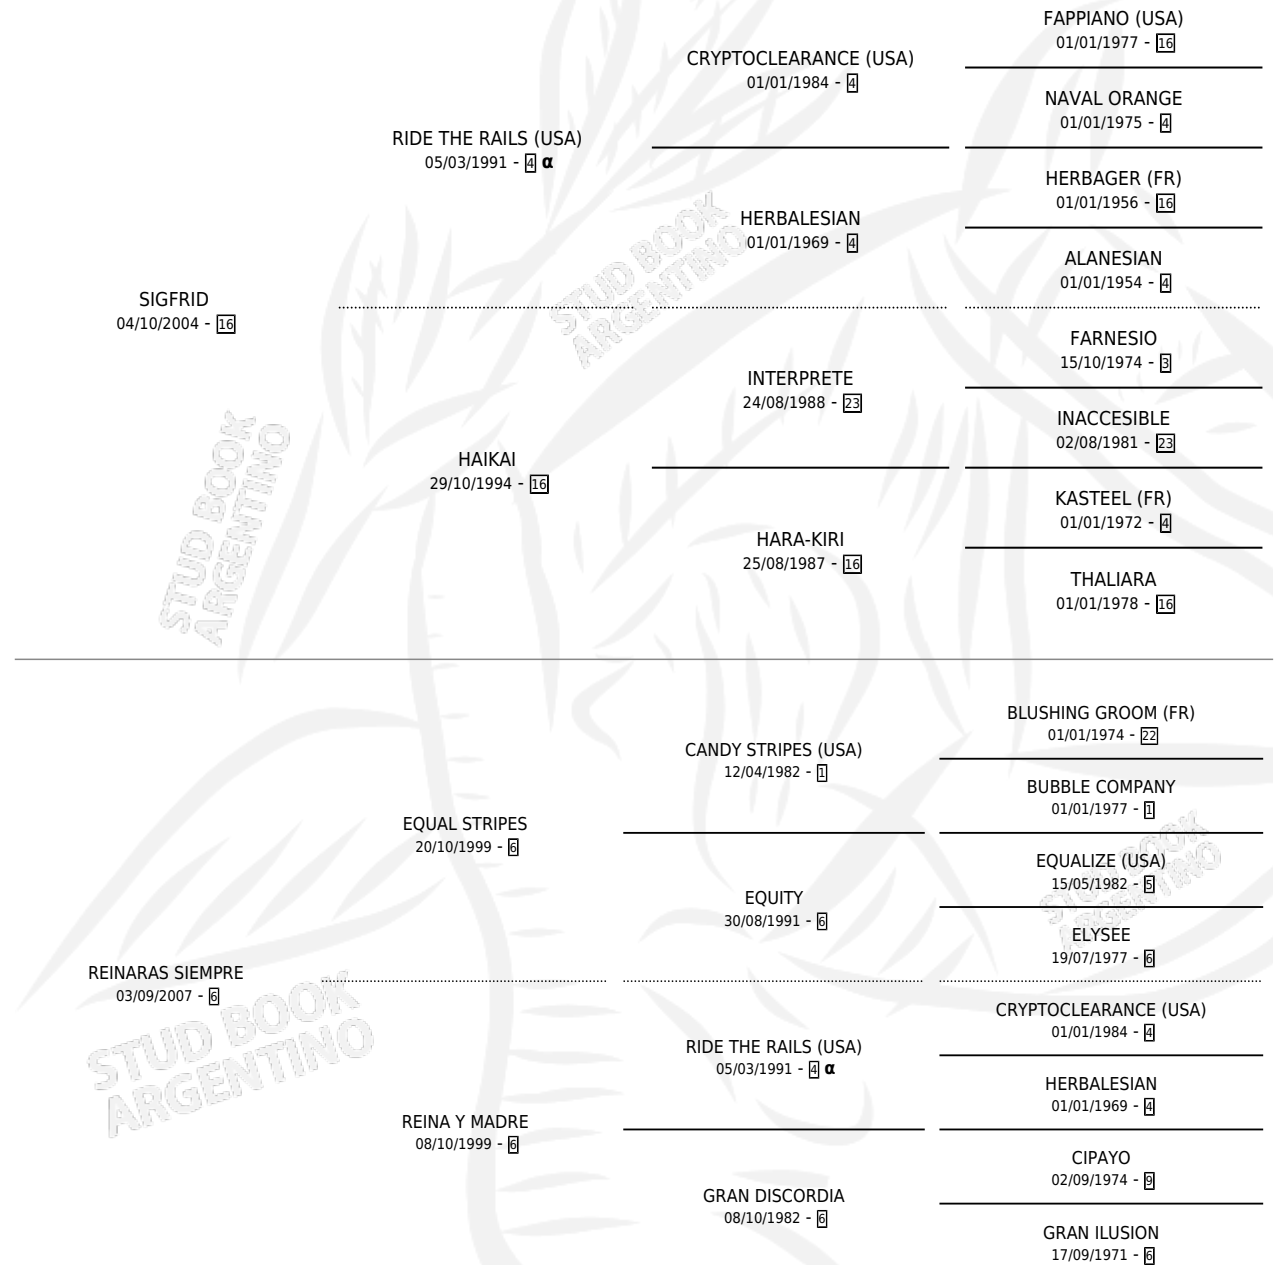 FAPPIANO (USA)
01/01/1977 - 16
CRYPTOCLEARANCE (USA)
01/01/1984 - 4
NAVAL ORANGE
01/01/1975 - 4
RIDE THE RAILS (USA)
05/03/1991 - 4 α
HERBAGER (FR)
01/01/1956 - 16
HERBALESIAN
01/01/1969 - 4
ALANESIAN
01/01/1954 - 4
SIGFRID
04/10/2004 - 16
FARNESIO
15/10/1974 - 3
INTERPRETE
24/08/1988 - 23
INACCESIBLE
02/08/1981 - 23
HAIKAI
29/10/1994 - 16
KASTEEL (FR)
01/01/1972 - 4
HARA-KIRI
25/08/1987 - 16
THALIARA
01/01/1978 - 16
BLUSHING GROOM (FR)
01/01/1974 - 22
CANDY STRIPES (USA)
12/04/1982 - 1
BUBBLE COMPANY
01/01/1977 - 1
EQUAL STRIPES
20/10/1999 - 6
EQUALIZE (USA)
15/05/1982 - 5
EQUITY
30/08/1991 - 6
ELYSEE
19/07/1977 - 6
REINARAS SIEMPRE
03/09/2007 - 6
CRYPTOCLEARANCE (USA)
01/01/1984 - 4
RIDE THE RAILS (USA)
05/03/1991 - 4 α
HERBALESIAN
01/01/1969 - 4
REINA Y MADRE
08/10/1999 - 6
CIPAYO
02/09/1974 - 9
GRAN DISCORDIA
08/10/1982 - 6
GRAN ILUSION
17/09/1971 - 6
STUD BOOK
ARGENTINO
STUD BOOK
ARGENTINO
STUD BOOK
ARGENTINO
STUD BOOK
ARGENTINO